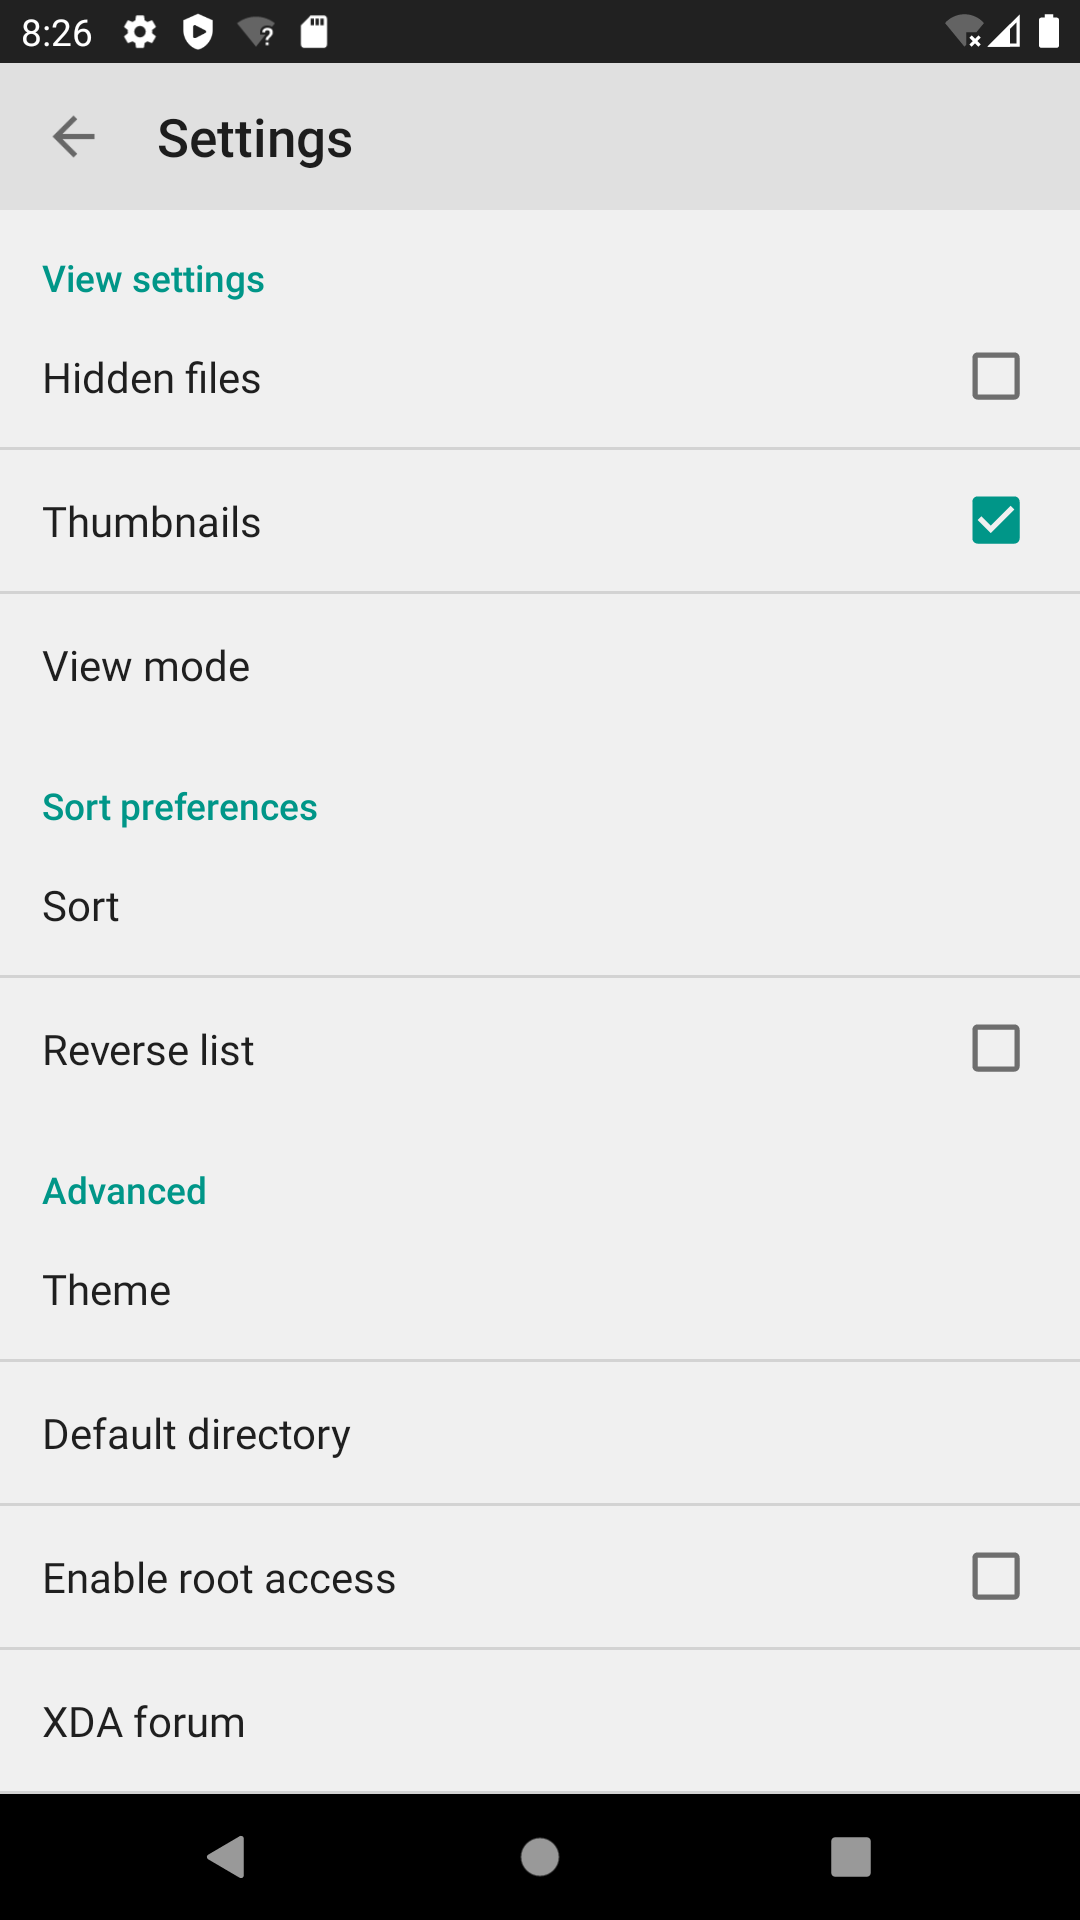 8:26
Settings
View settings
Hidden files
Thumbnails
View mode
Sort preferences
Sort
Reverse list
Advanced
Theme
Default directory
Enable root access
XDA forum